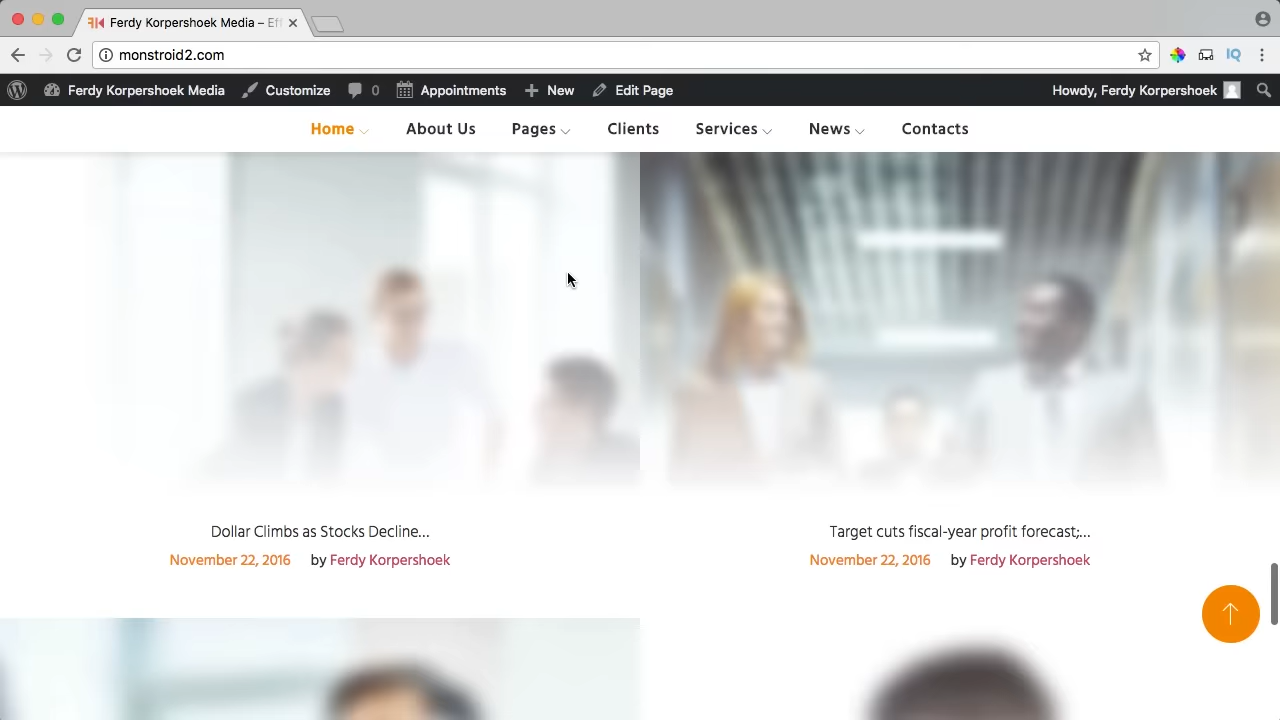 Ferdy Korpershoek Media – Eff
monstroid2.com
Ferdy Korpershoek Media Customize 0 Appointments New Edit Page Howdy, Ferdy Korpershoek
Home About Us Pages Clients Services News Contacts
Dollar Climbs as Stocks Decline...
November 22, 2016 by Ferdy Korpershoek
Target cuts fiscal-year profit forecast;...
November 22, 2016 by Ferdy Korpershoek